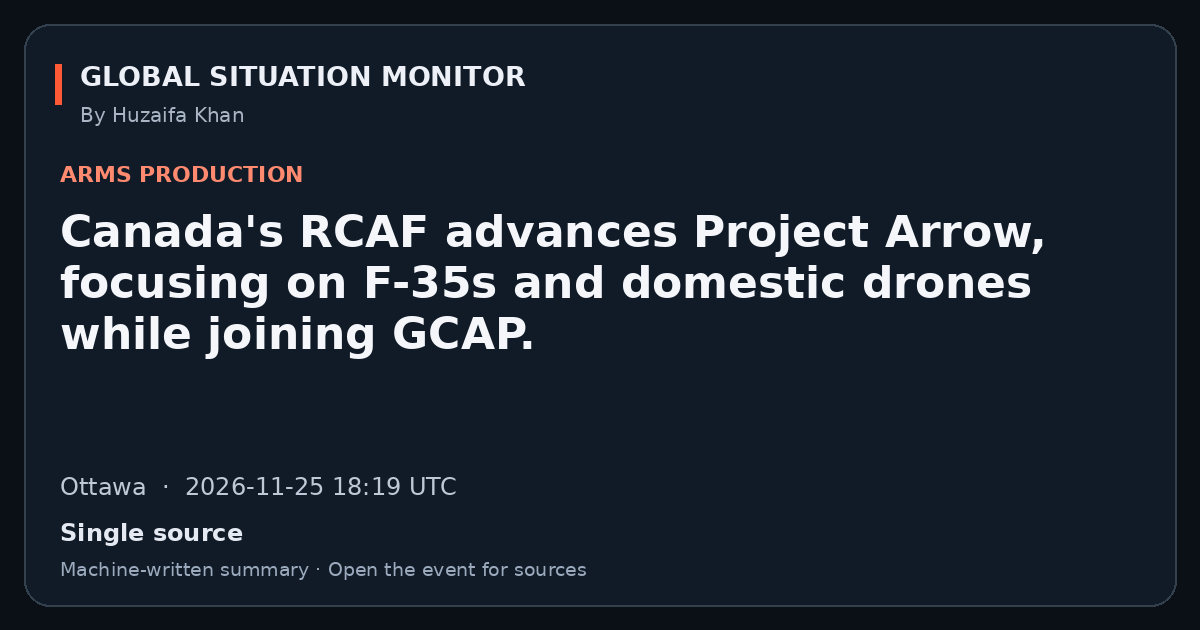 GLOBAL SITUATION MONITOR
By Huzaifa Khan
ARMS PRODUCTION
Canada's RCAF advances Project Arrow,
focusing on F-35s and domestic drones
while joining GCAP.
Ottawa · 2026-11-25 18:19 UTC
Single source
Machine-written summary · Open the event for sources